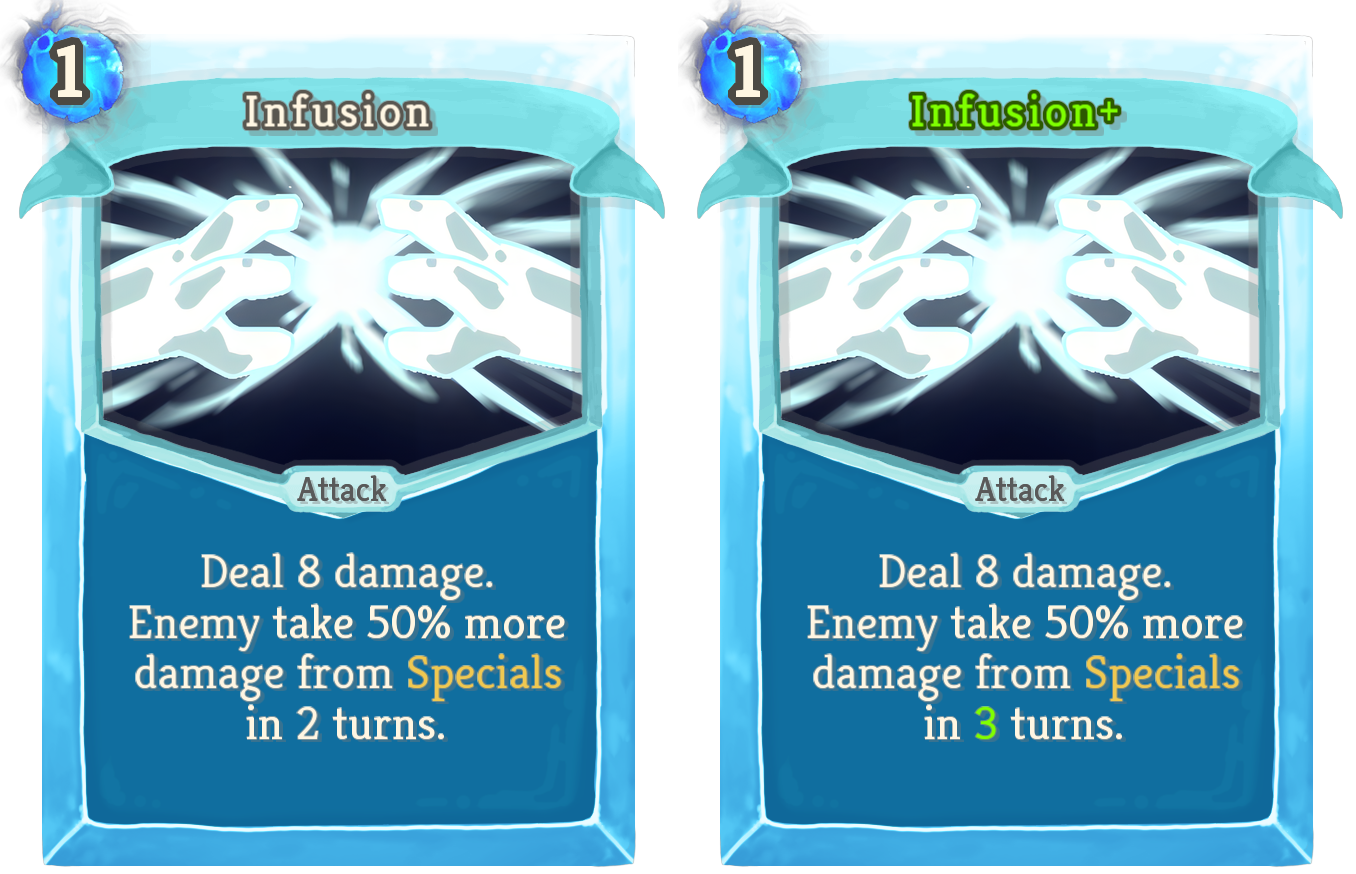 1
Infusion
Attack
Deal 8 damage.
Enemy take 50% more
damage from Specials
in 2 turns.
1
Infusion+
Attack
Deal 8 damage.
Enemy take 50% more
damage from Specials
in 3 turns.